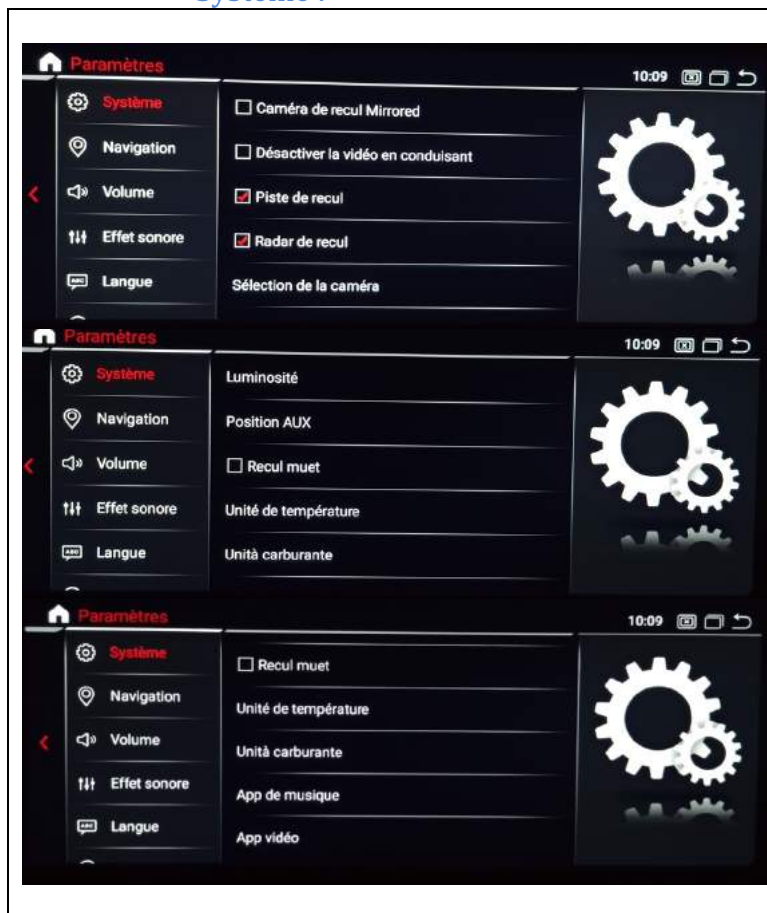 Système :
Paramètres
10:09
Système
Navigation
Volume
Effet sonore
Langue
Caméra de recul Mirrored
Désactiver la vidéo en conduisant
Piste de recul
Radar de recul
Sélection de la caméra
Paramètres
10:09
Système
Navigation
Volume
Effet sonore
ABC Langue
Luminosité
Position AUX
Recul muet
Unité de température
Unità carburante
Paramètres
10:09
Système
Navigation
Volume
Effet sonore
Langue
Recul muet
Unité de température
Unità carburante
App de musique
App vidéo